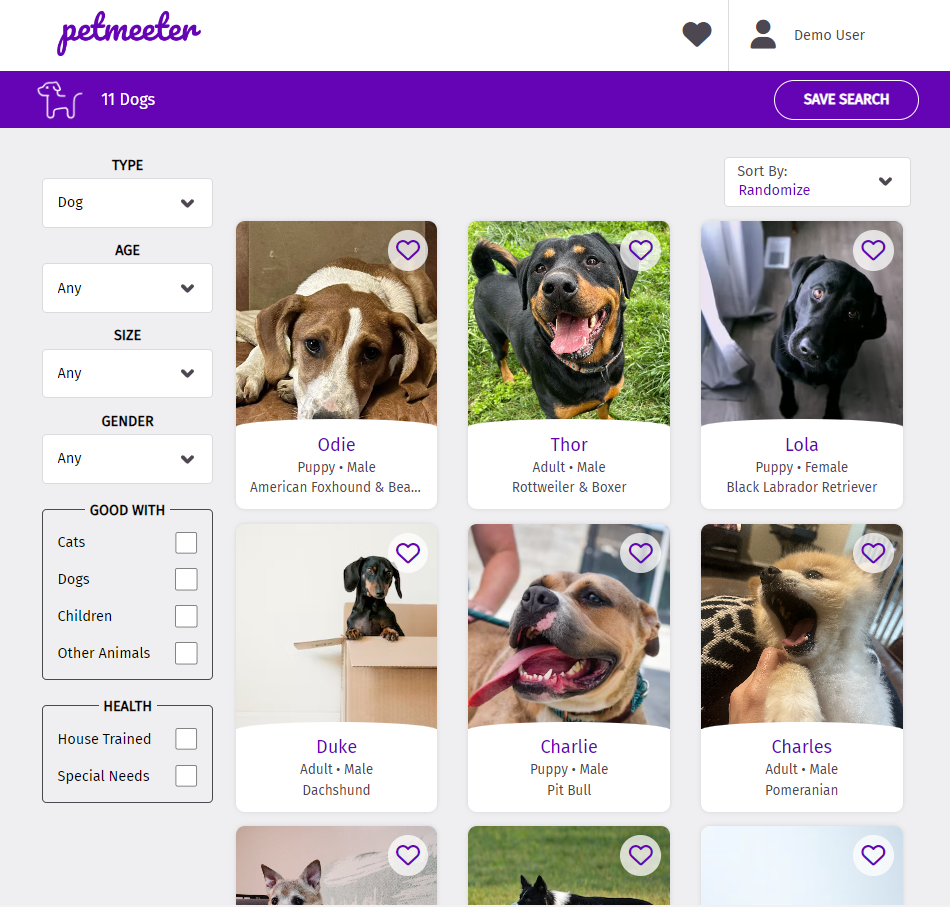 petmeeter
Demo User
11 Dogs
SAVE SEARCH
TYPE
Dog
AGE
Any
SIZE
Any
GENDER
Any
GOOD WITH
Cats
Dogs
Children
Other Animals
HEALTH
House Trained
Special Needs
Sort By:
Randomize
Odie
Puppy • Male
American Foxhound & Bea...
Thor
Adult • Male
Rottweiler & Boxer
Lola
Puppy • Female
Black Labrador Retriever
Duke
Adult • Male
Dachshund
Charlie
Puppy • Male
Pit Bull
Charles
Adult • Male
Pomeranian